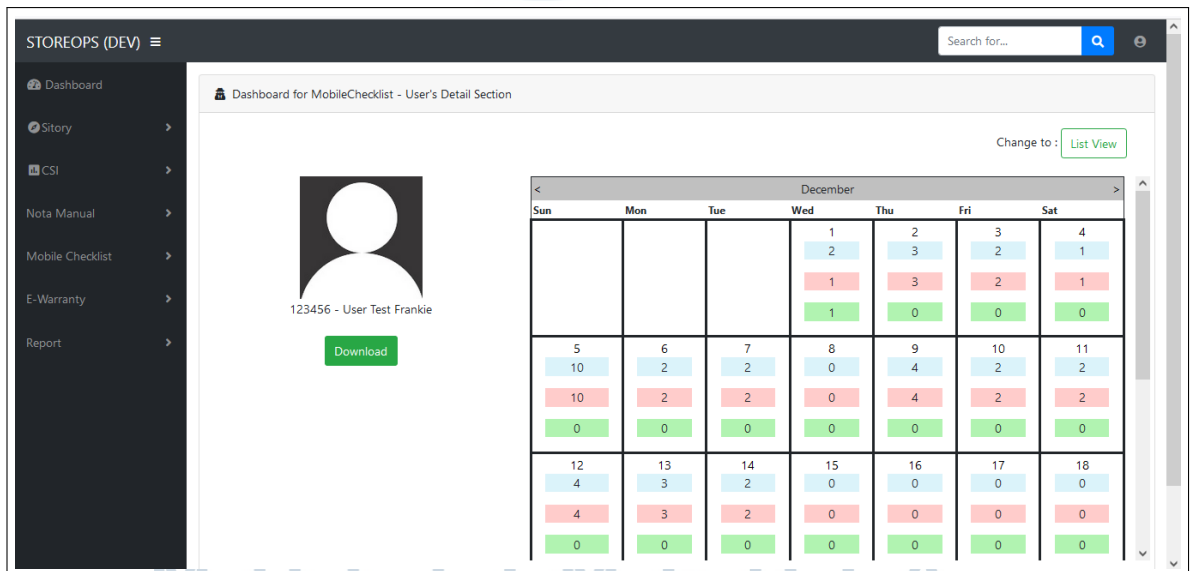 STOREOPS (DEV)
Search for...
Dashboard
Sitory
CSI
Nota Manual
Mobile Checklist
E-Warranty
Report
Dashboard for MobileChecklist - User's Detail Section
Change to : List View
123456 - User Test Frankie
Download
< December >
Sun Mon Tue Wed Thu Fri Sat
1 2 3 4
2 3 2 1
1 3 2 1
1 0 0 0
5 6 7 8 9 10 11
10 2 2 0 4 2 2
10 2 2 0 4 2 2
0 0 0 0 0 0 0
12 13 14 15 16 17 18
4 3 2 0 0 0 0
4 3 2 0 0 0 0
0 0 0 0 0 0 0